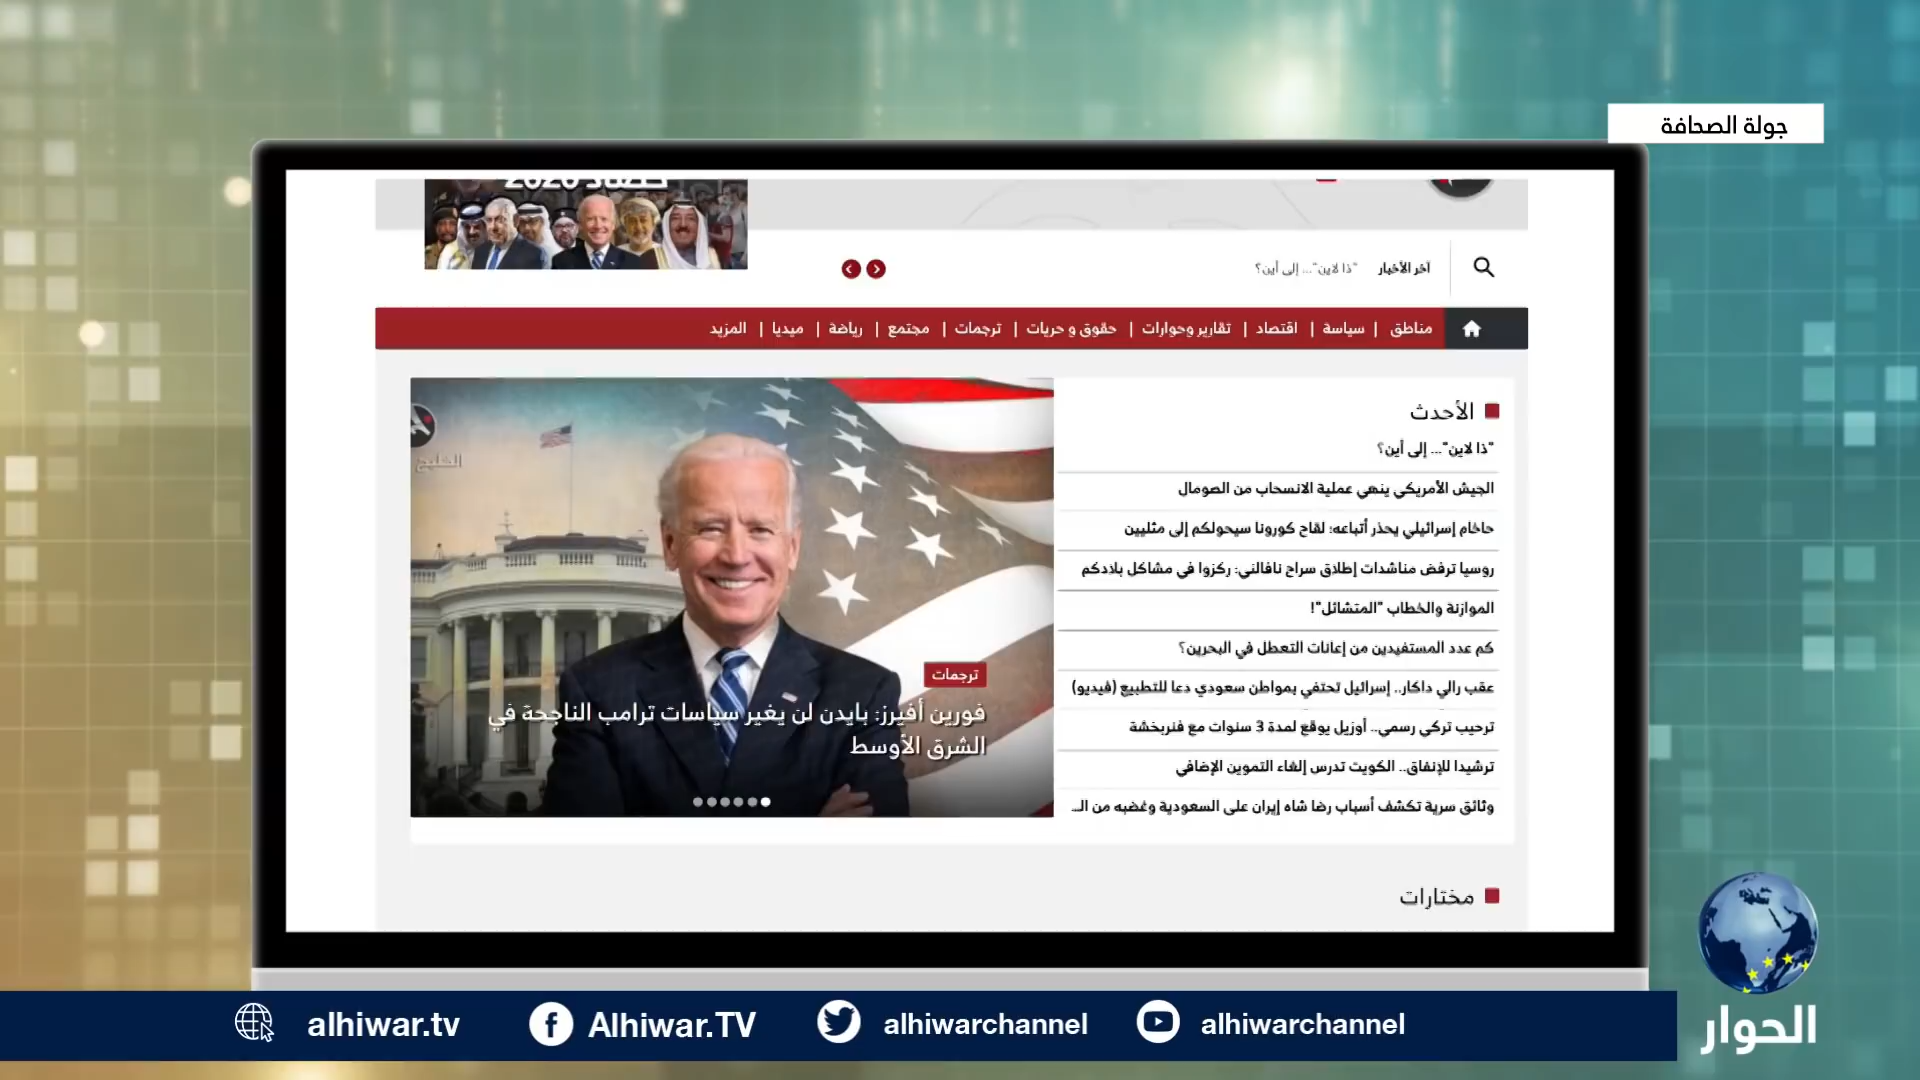 جولة الصحافة
حصاد 2020
آخر الأخبار "ذا لاين"... إلى أين؟
مناطق | سياسة | اقتصاد | تقارير وحوارات | حقوق و حريات | ترجمات | مجتمع | رياضة | ميديا | المزيد
الأحدث
"ذا لاين"... إلى أين؟
الجيش الأمريكي ينهي عملية الانسحاب من الصومال
حاخام إسرائيلي يحذر أتباعه: لقاح كورونا سيحولكم إلى مثليين
روسيا ترفض مناشدات إطلاق سراح نافالني: ركزوا في مشاكل بلادكم
الموازنة والخطاب "المتشائل"!
كم عدد المستفيدين من إعانات التعطل في البحرين؟
عقب رالي داكار.. إسرائيل تحتفي بمواطن سعودي دعا للتطبيع (فيديو)
ترحيب تركي رسمي.. أوزيل يوقع لمدة 3 سنوات مع فنربخشة
ترشيدا للإنفاق.. الكويت تدرس إلغاء التموين الإضافي
وثائق سرية تكشف أسباب رضا شاه إيران على السعودية وغضبه من الـ...
الخليج
ترجمات
فورين أفيرز: بايدن لن يغير سياسات ترامب الناجحة في
الشرق الأوسط
مختارات
alhiwar.tv
Alhiwar.TV
alhiwarchannel
alhiwarchannel
الحوار